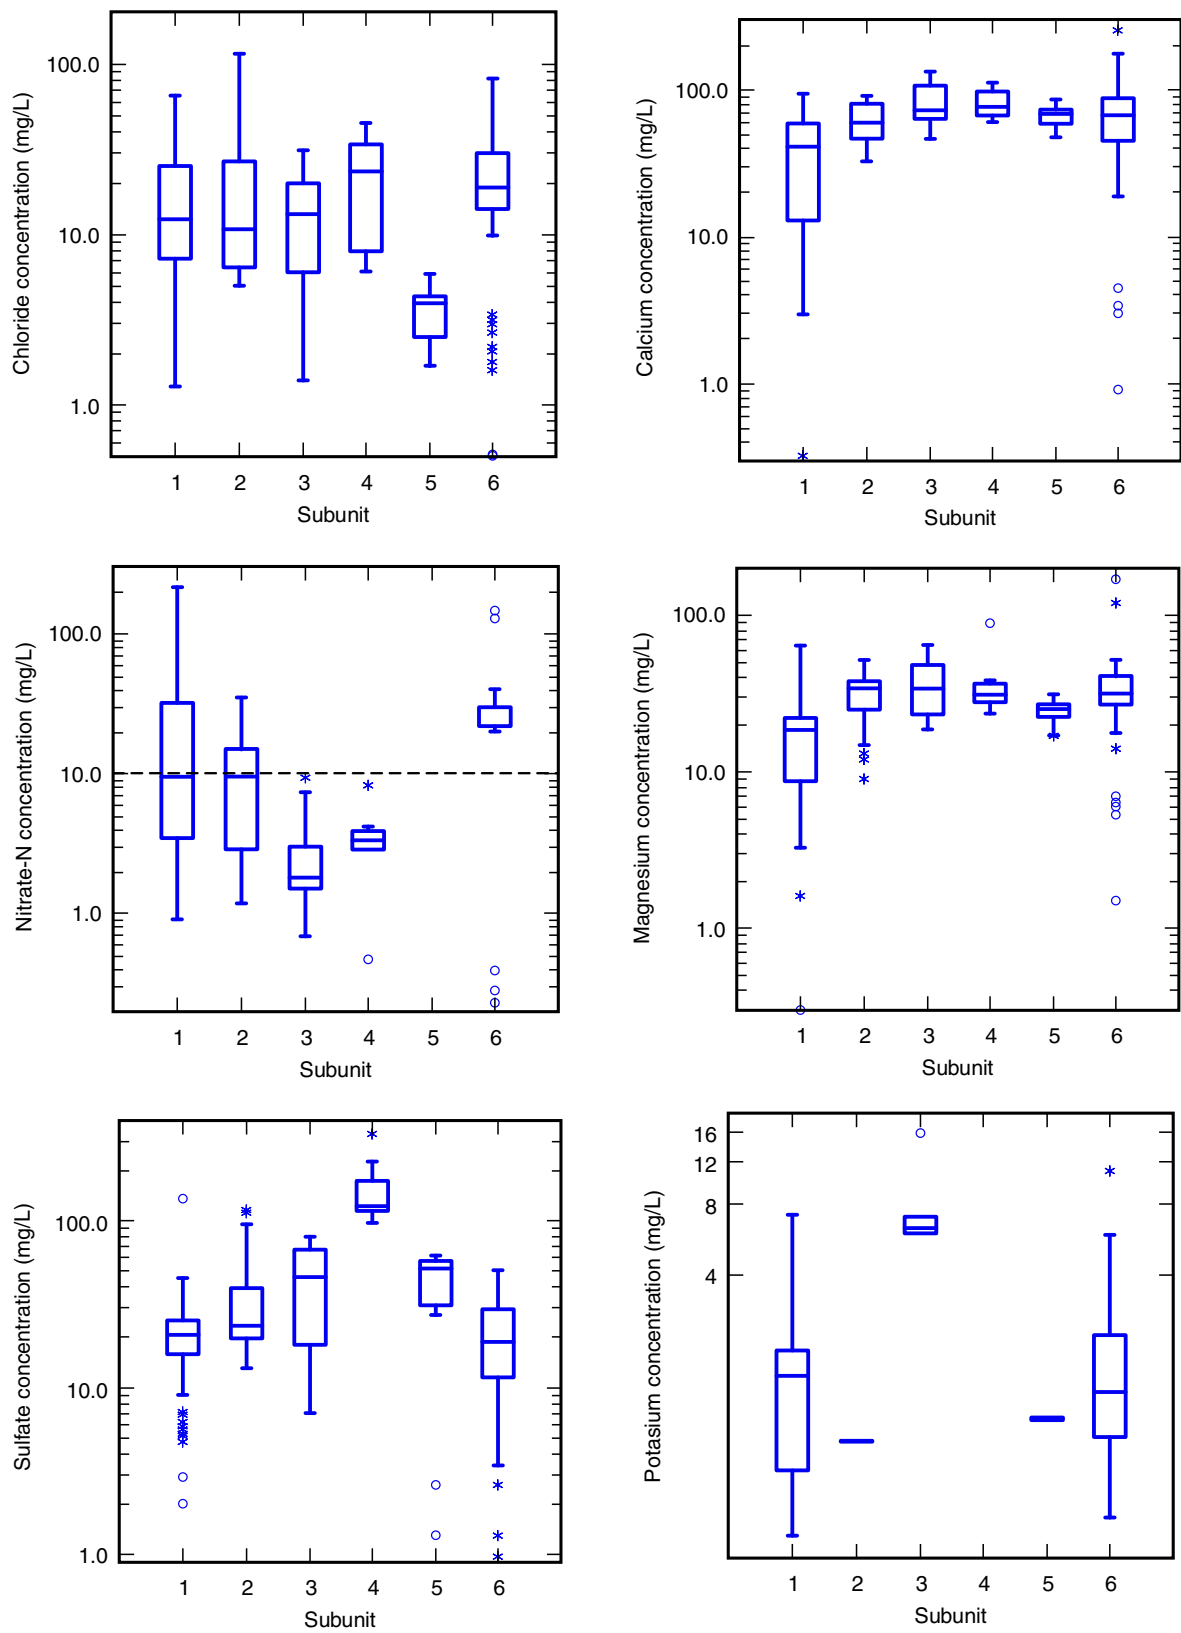 Chloride concentration (mg/L)
100.0
10.0
1.0
1 2 3 4 5 6
Subunit
Calcium concentration (mg/L)
100.0
10.0
1.0
1 2 3 4 5 6
Subunit
Nitrate-N concentration (mg/L)
100.0
10.0
1.0
1 2 3 4 5 6
Subunit
Magnesium concentration (mg/L)
100.0
10.0
1.0
1 2 3 4 5 6
Subunit
Sulfate concentration (mg/L)
100.0
10.0
1.0
1 2 3 4 5 6
Subunit
Potasium concentration (mg/L)
16
12
8
4
1 2 3 4 5 6
Subunit